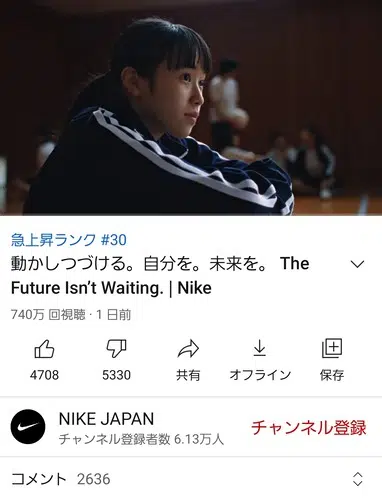 急上昇ランク #30
動かしつづける。自分を。未来を。 The
Future Isn't Waiting. | Nike
740万 回視聴 · 1 日前
4708 5330 共有 オフライン 保存
NIKE JAPAN チャンネル登録
チャンネル登録者数 6.13万人
コメント 2636